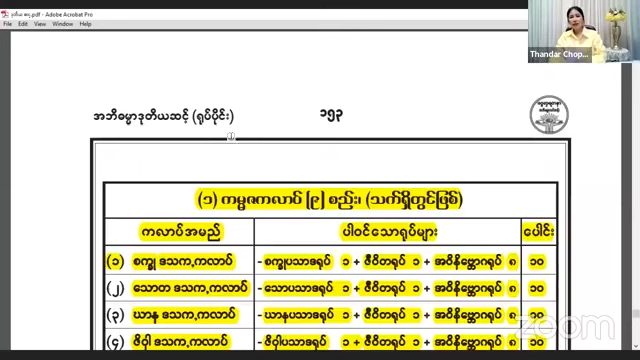 ဒုတိယဆင့်.pdf - Adobe Acrobat Pro
File Edit View Window Help
Thandar Chop...
အဘိဓမ္မာဒုတိယဆင့် (ရုပ်ပိုင်း) ၁၅၃
(၁) ကမ္မဇကလာပ် (၉) စည်း၊ (သက်ရှိတွင်ဖြစ်)
ကလာပ်အမည် ပါဝင်သောရုပ်များ ပေါင်း
(၁) စက္ခု ဒသက,ကလာပ် -စက္ခုပသာဒရုပ် ၁ + ဇီဝိတရုပ် ၁ + အဝိနိဗ္ဘောဂရုပ် ၈ ၁၀
(၂) သောတ ဒသက,ကလာပ် -သောပသာဒရုပ် ၁ + ဇီဝိတရုပ် ၁ + အဝိနိဗ္ဘောဂရုပ် ၈ ၁၀
(၃) ဃာန ဒသက,ကလာပ် -ဃာနပသာဒရုပ် ၁ + ဇီဝိတရုပ် ၁ + အဝိနိဗ္ဘောဂရုပ် ၈ ၁၀
(၄) ဇိဝှါ ဒသက,ကလာပ် -ဇိဝှါပသာဒရုပ် ၁ + ဇီဝိတရုပ် ၁ + အဝိနိဗ္ဘောဂရုပ် ၈ ၁၀
zoom